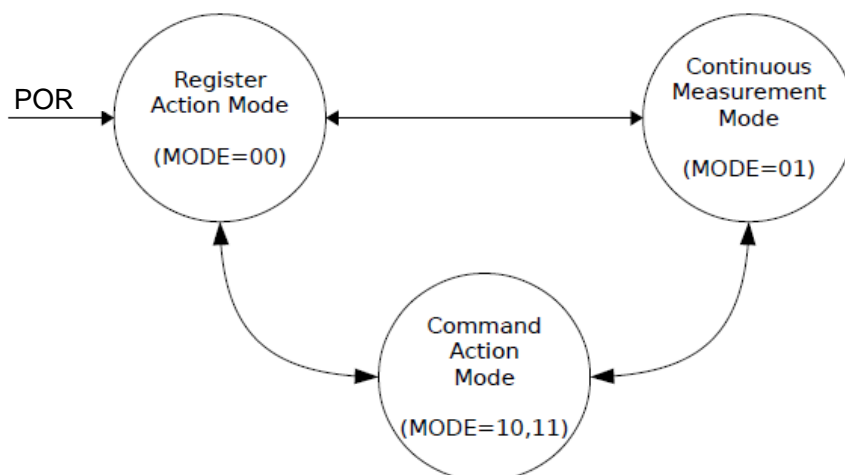 POR
Register
Action Mode
(MODE=00)
Continuous
Measurement
Mode
(MODE=01)
Command
Action
Mode
(MODE=10,11)